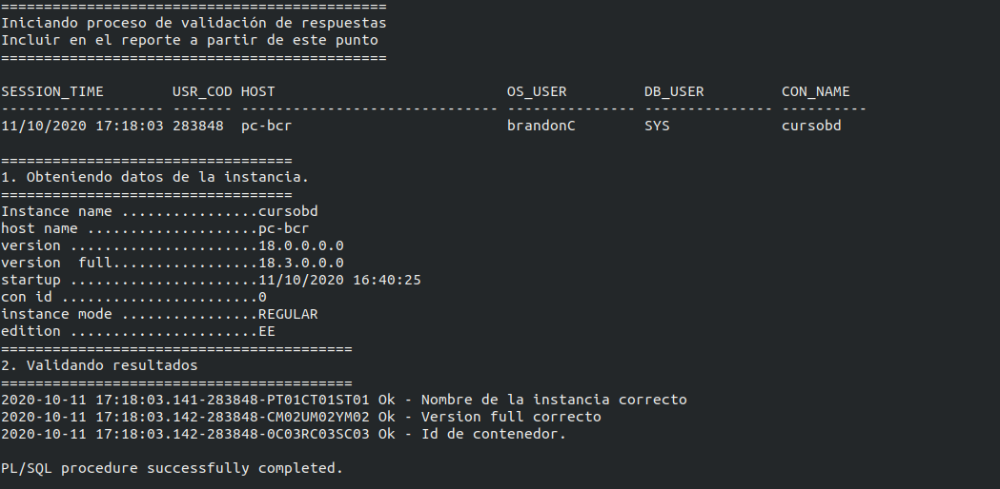 =============================================
Iniciando proceso de validación de respuestas
Incluir en el reporte a partir de este punto
=============================================
SESSION_TIME        USR_COD HOST                           OS_USER         DB_USER         CON_NAME
------------------- ------- ------------------------------ --------------- --------------- ----------
11/10/2020 17:18:03 283848  pc-bcr                         brandonC        SYS             cursobd
==================================
1. Obteniendo datos de la instancia.
==================================
Instance name ................cursobd
host name ....................pc-bcr
version ......................18.0.0.0.0
version  full.................18.3.0.0.0
startup ......................11/10/2020 16:40:25
con id .......................0
instance mode ................REGULAR
edition ......................EE
=========================================
2. Validando resultados
=========================================
2020-10-11 17:18:03.141-283848-PT01CT01ST01 Ok - Nombre de la instancia correcto
2020-10-11 17:18:03.142-283848-CM02UM02YM02 Ok - Version full correcto
2020-10-11 17:18:03.142-283848-0C03RC03SC03 Ok - Id de contenedor.
PL/SQL procedure successfully completed.